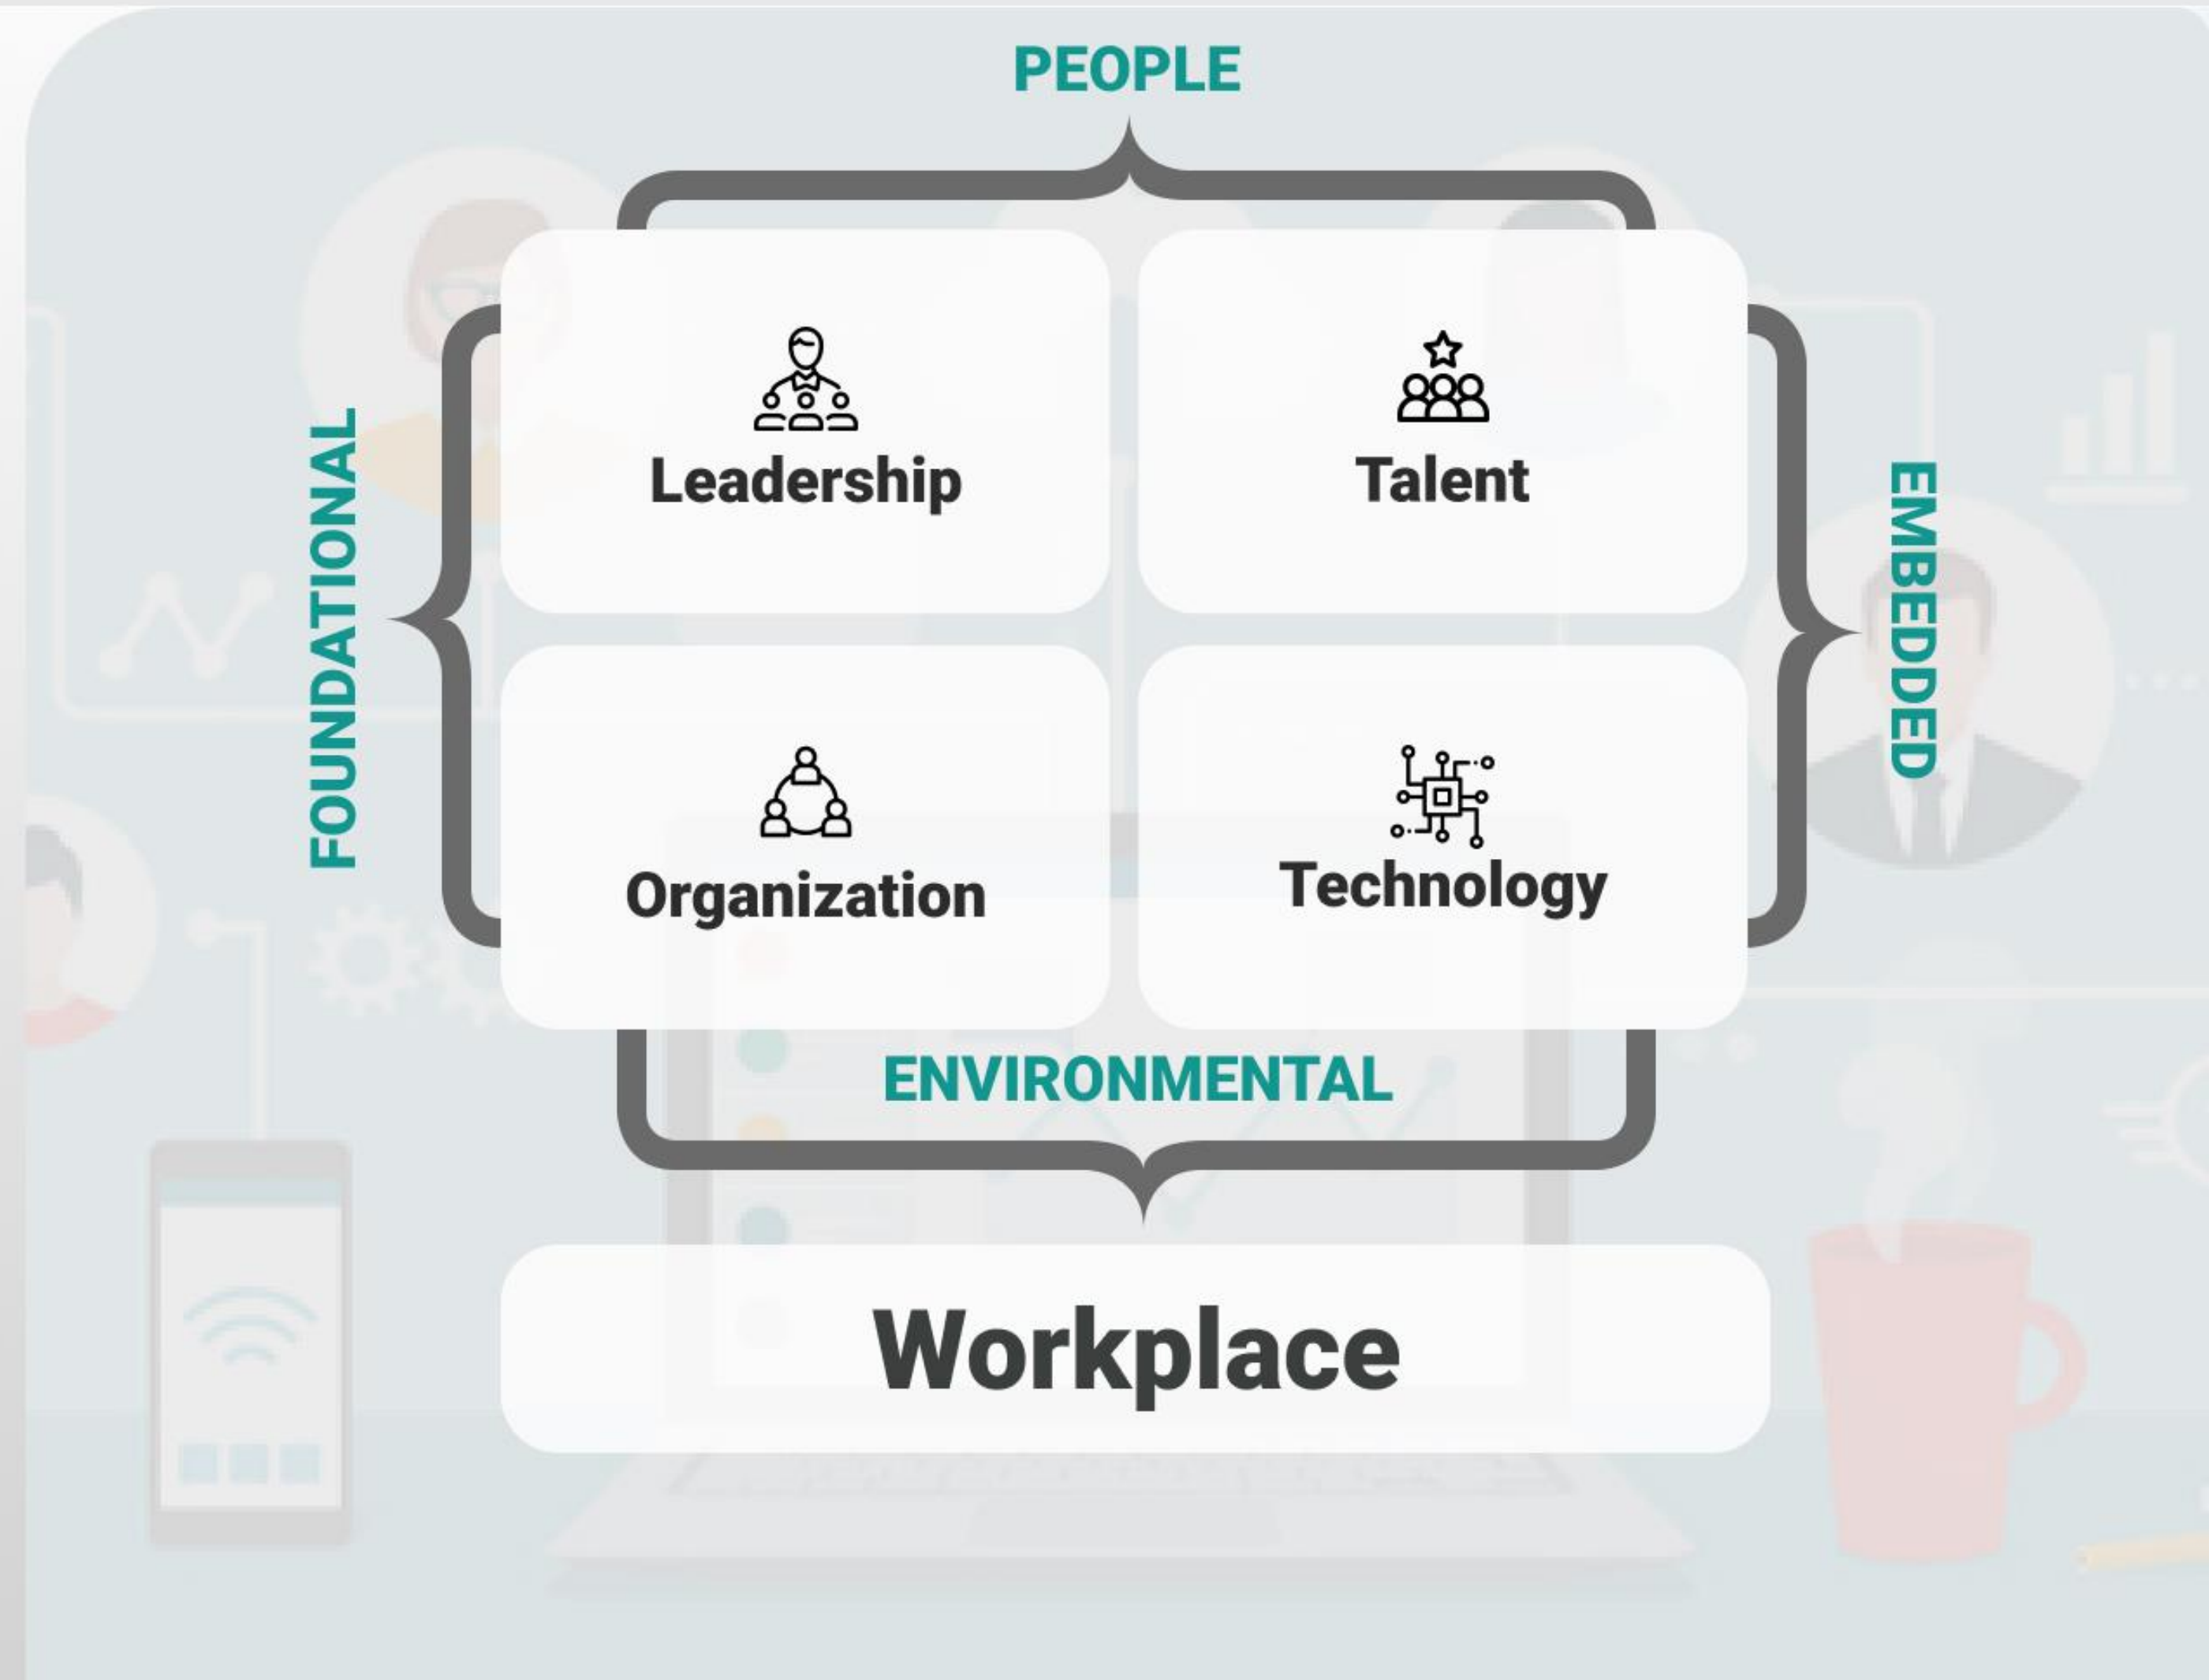 PEOPLE
FOUNDATIONAL
Leadership
Talent
EMBEDDED
Organization
Technology
ENVIRONMENTAL
Workplace